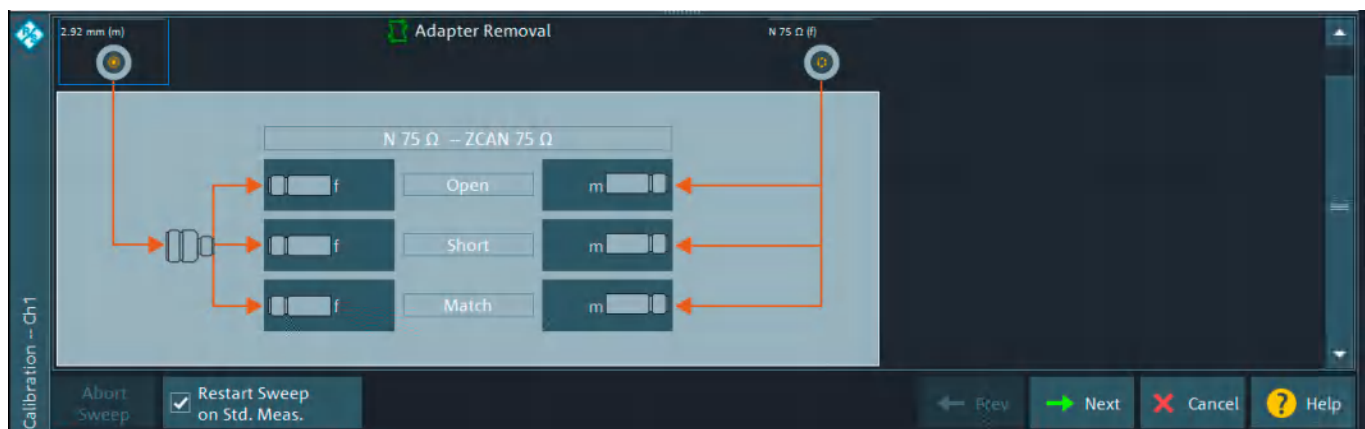 2.92 mm (m)
Adapter Removal
N 75 Ω (f)
N 75 Ω -- ZCAN 75 Ω
f
Open
m
f
Short
m
f
Match
m
Calibration -- Ch1
Abort
Sweep
Restart Sweep
on Std. Meas.
Prev
Next
Cancel
? Help